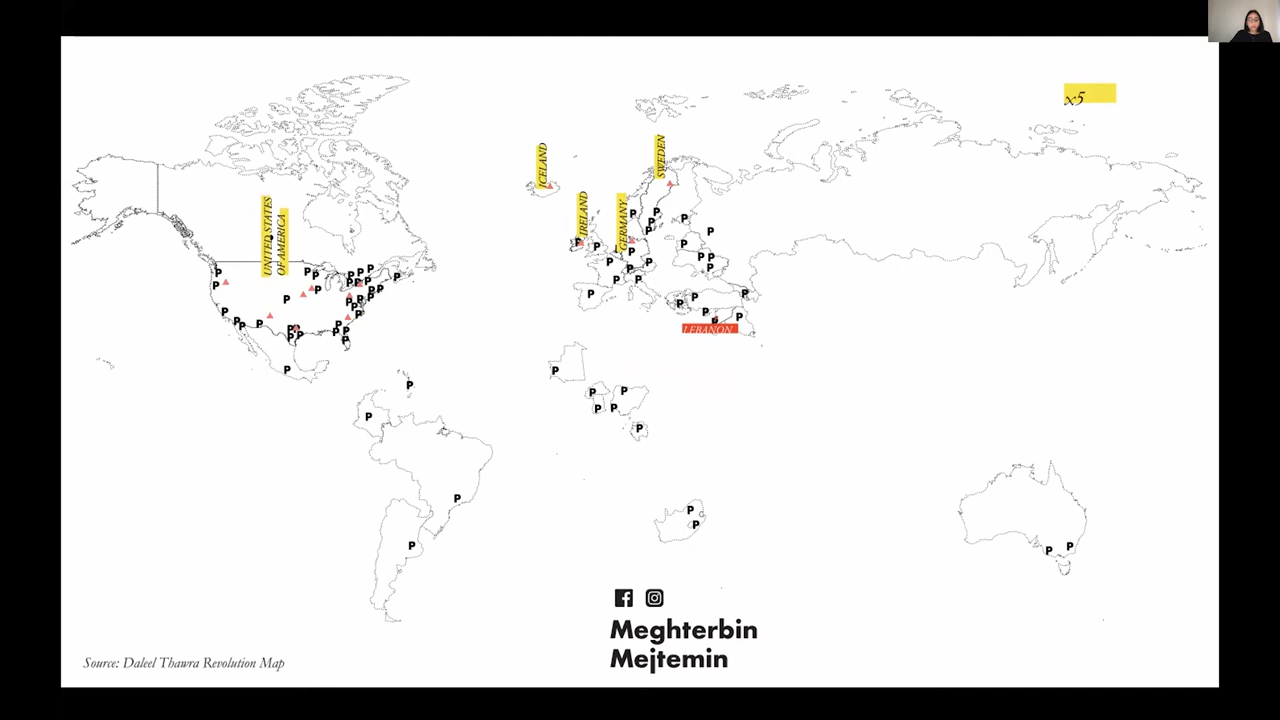 x5
ICELAND
SWEDEN
IRELAND
GERMANY
UNITED STATES
OF AMERICA
LEBANON
Meghterbin
Mejtemin
Source: Daleel Thawra Revolution Map